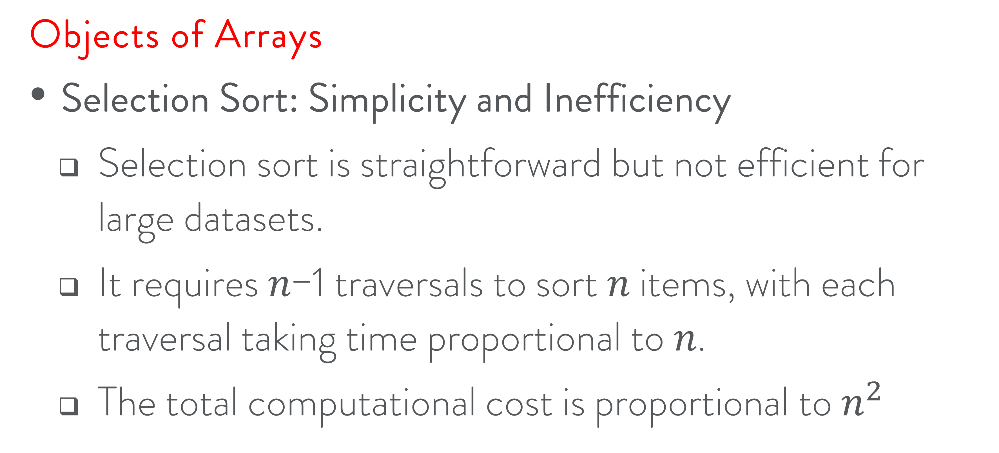 Objects of Arrays
• Selection Sort: Simplicity and Inefficiency
❑ Selection sort is straightforward but not efficient for
large datasets.
❑ It requires n–1 traversals to sort n items, with each
traversal taking time proportional to n.
❑ The total computational cost is proportional to n²